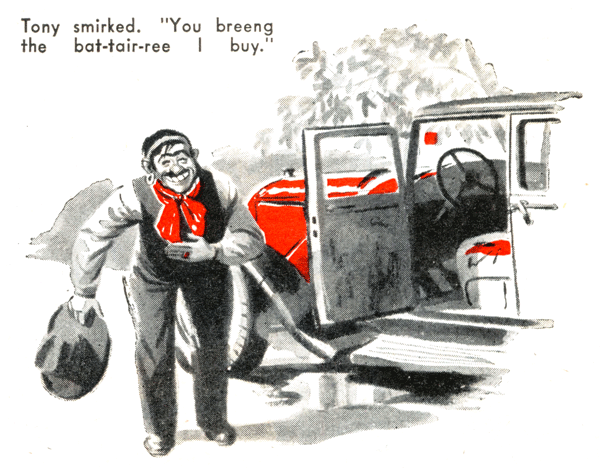 Tony smirked. "You breeng
the bat-tair-ree I buy."